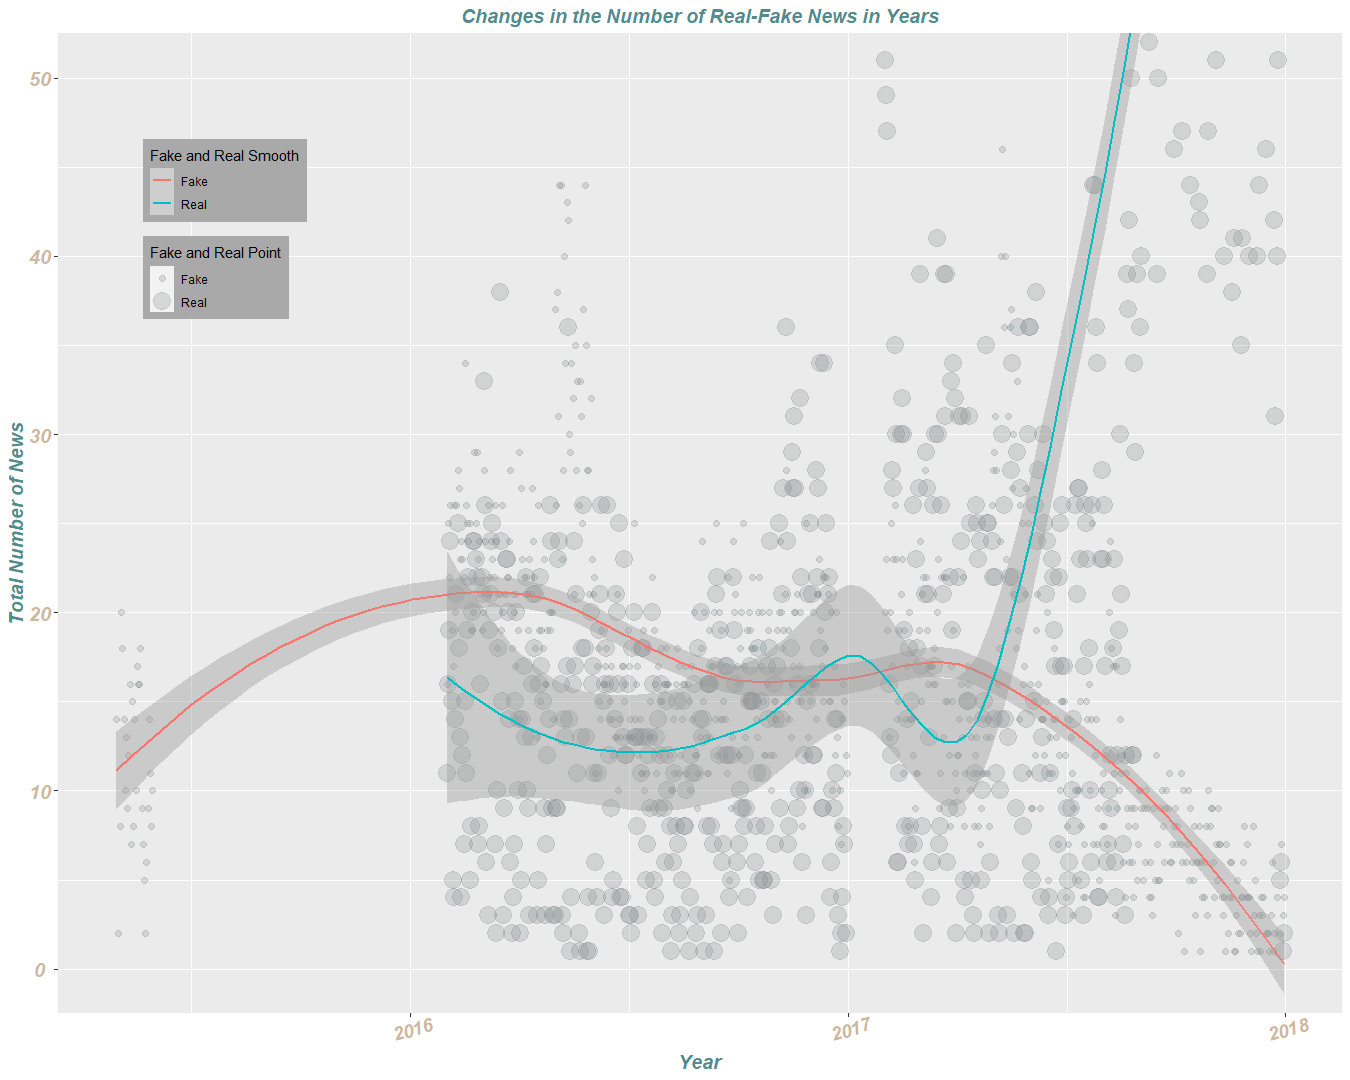 Changes in the Number of Real-Fake News in Years
50
40
30
20
10
0
Total Number of News
Fake and Real Smooth
Fake
Real
Fake and Real Point
Fake
Real
2016
2017
2018
Year